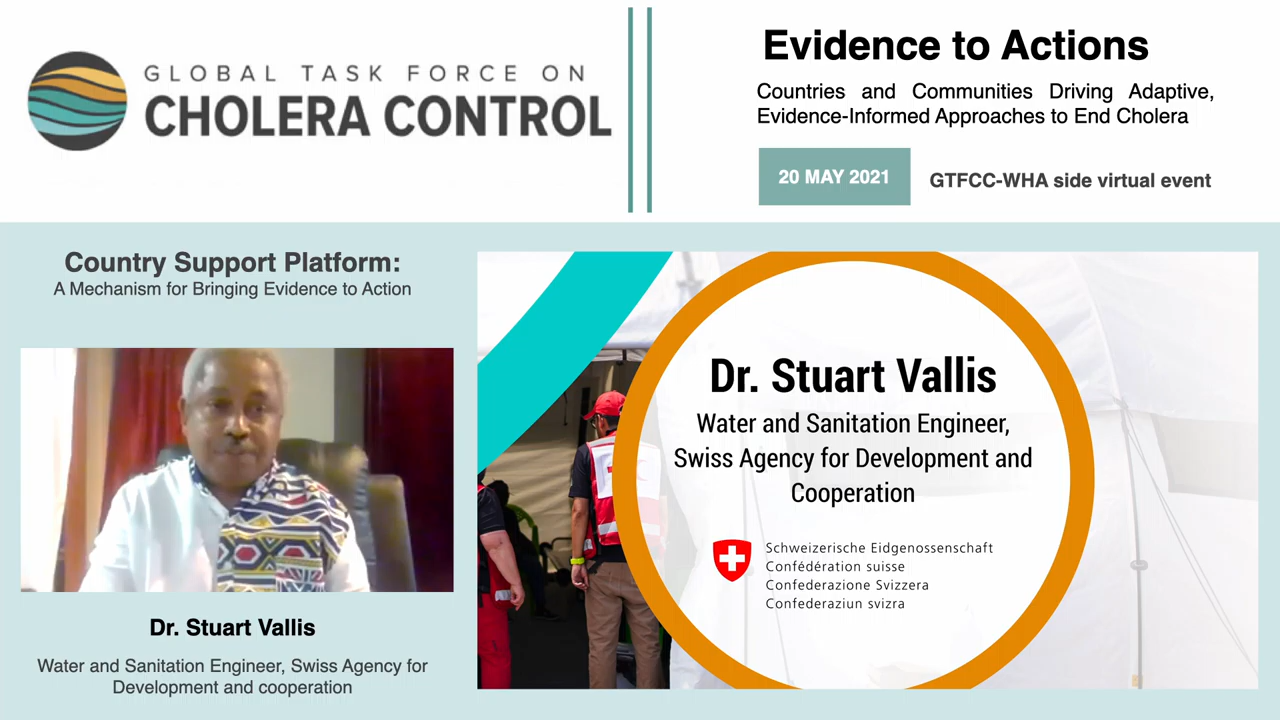 GLOBAL TASK FORCE ON
CHOLERA CONTROL
Evidence to Actions
Countries and Communities Driving Adaptive,
Evidence-Informed Approaches to End Cholera
20 MAY 2021
GTFCC-WHA side virtual event
Country Support Platform:
A Mechanism for Bringing Evidence to Action
Dr. Stuart Vallis
Water and Sanitation Engineer, Swiss Agency for
Development and cooperation
Dr. Stuart Vallis
Water and Sanitation Engineer,
Swiss Agency for Development and
Cooperation
Schweizerische Eidgenossenschaft
Confédération suisse
Confederazione Svizzera
Confederaziun svizra